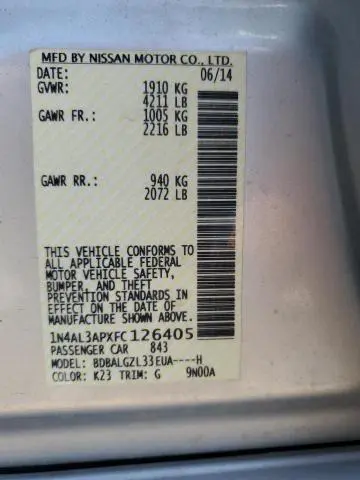 MFD BY NISSAN MOTOR CO., LTD.
DATE: 06/14
GVWR: 1910 KG
4211 LB
GAWR FR.: 1005 KG
2216 LB
GAWR RR.: 940 KG
2072 LB
THIS VEHICLE CONFORMS TO
ALL APPLICABLE FEDERAL
MOTOR VEHICLE SAFETY,
BUMPER, AND THEFT
PREVENTION STANDARDS IN
EFFECT ON THE DATE OF
MANUFACTURE SHOWN ABOVE.
1N4AL3APXFC126405
PASSENGER CAR 843
MODEL: BDBALGZL33EUA----H
COLOR: K23 TRIM: G 9N00A